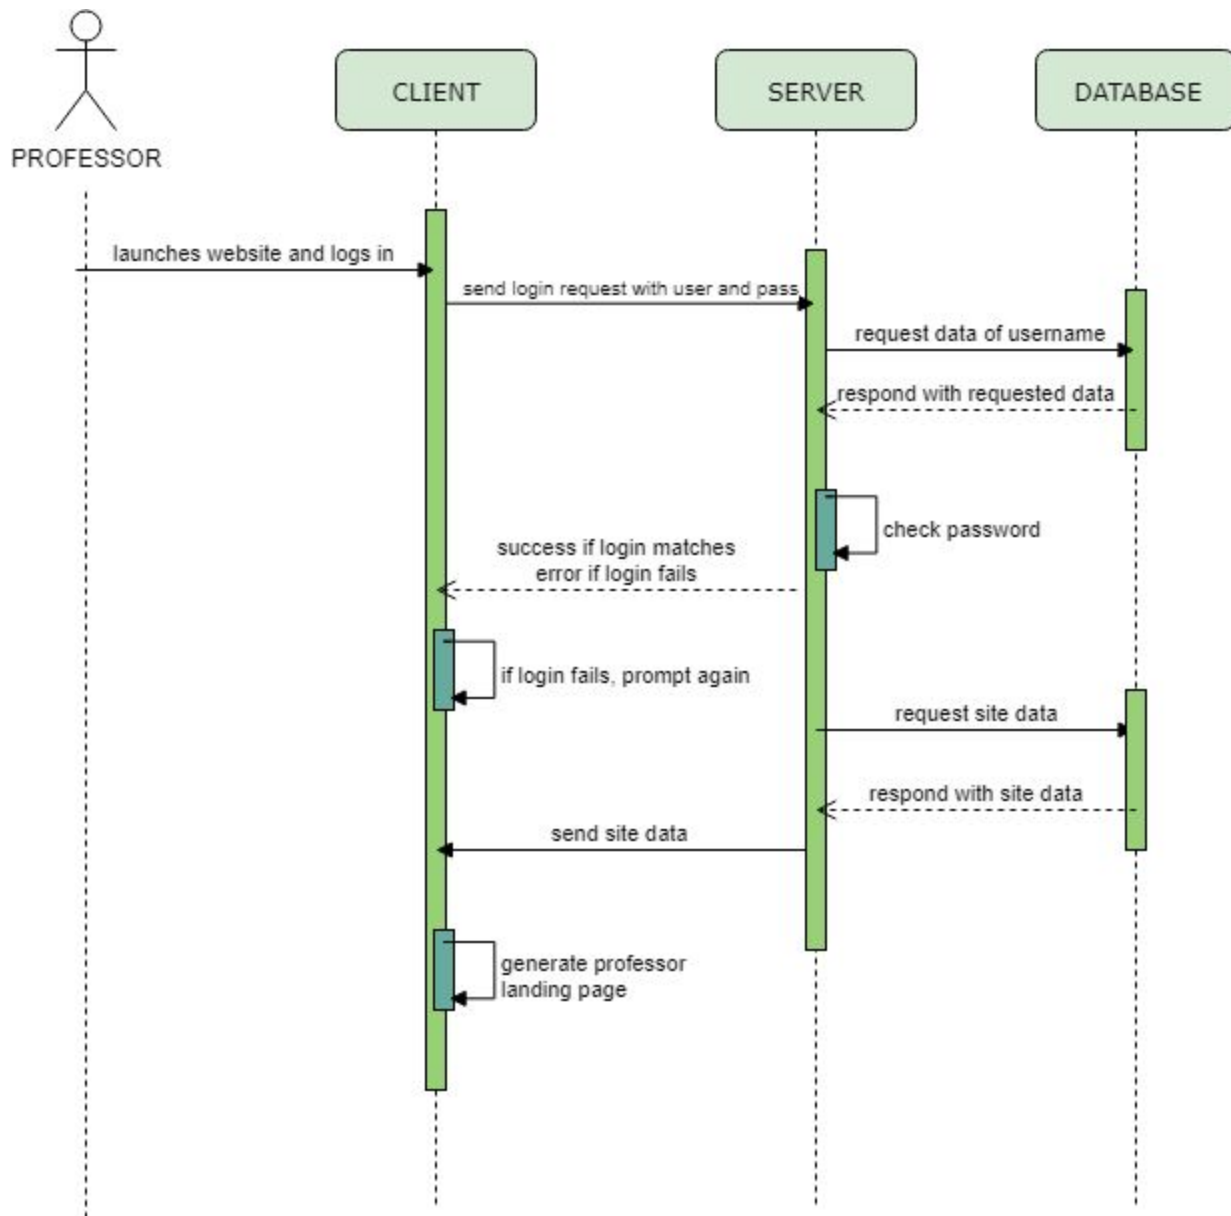 CLIENT
SERVER
DATABASE
PROFESSOR
launches website and logs in
send login request with user and pass
request data of username
respond with requested data
check password
success if login matches
error if login fails
if login fails, prompt again
request site data
respond with site data
send site data
generate professor
landing page